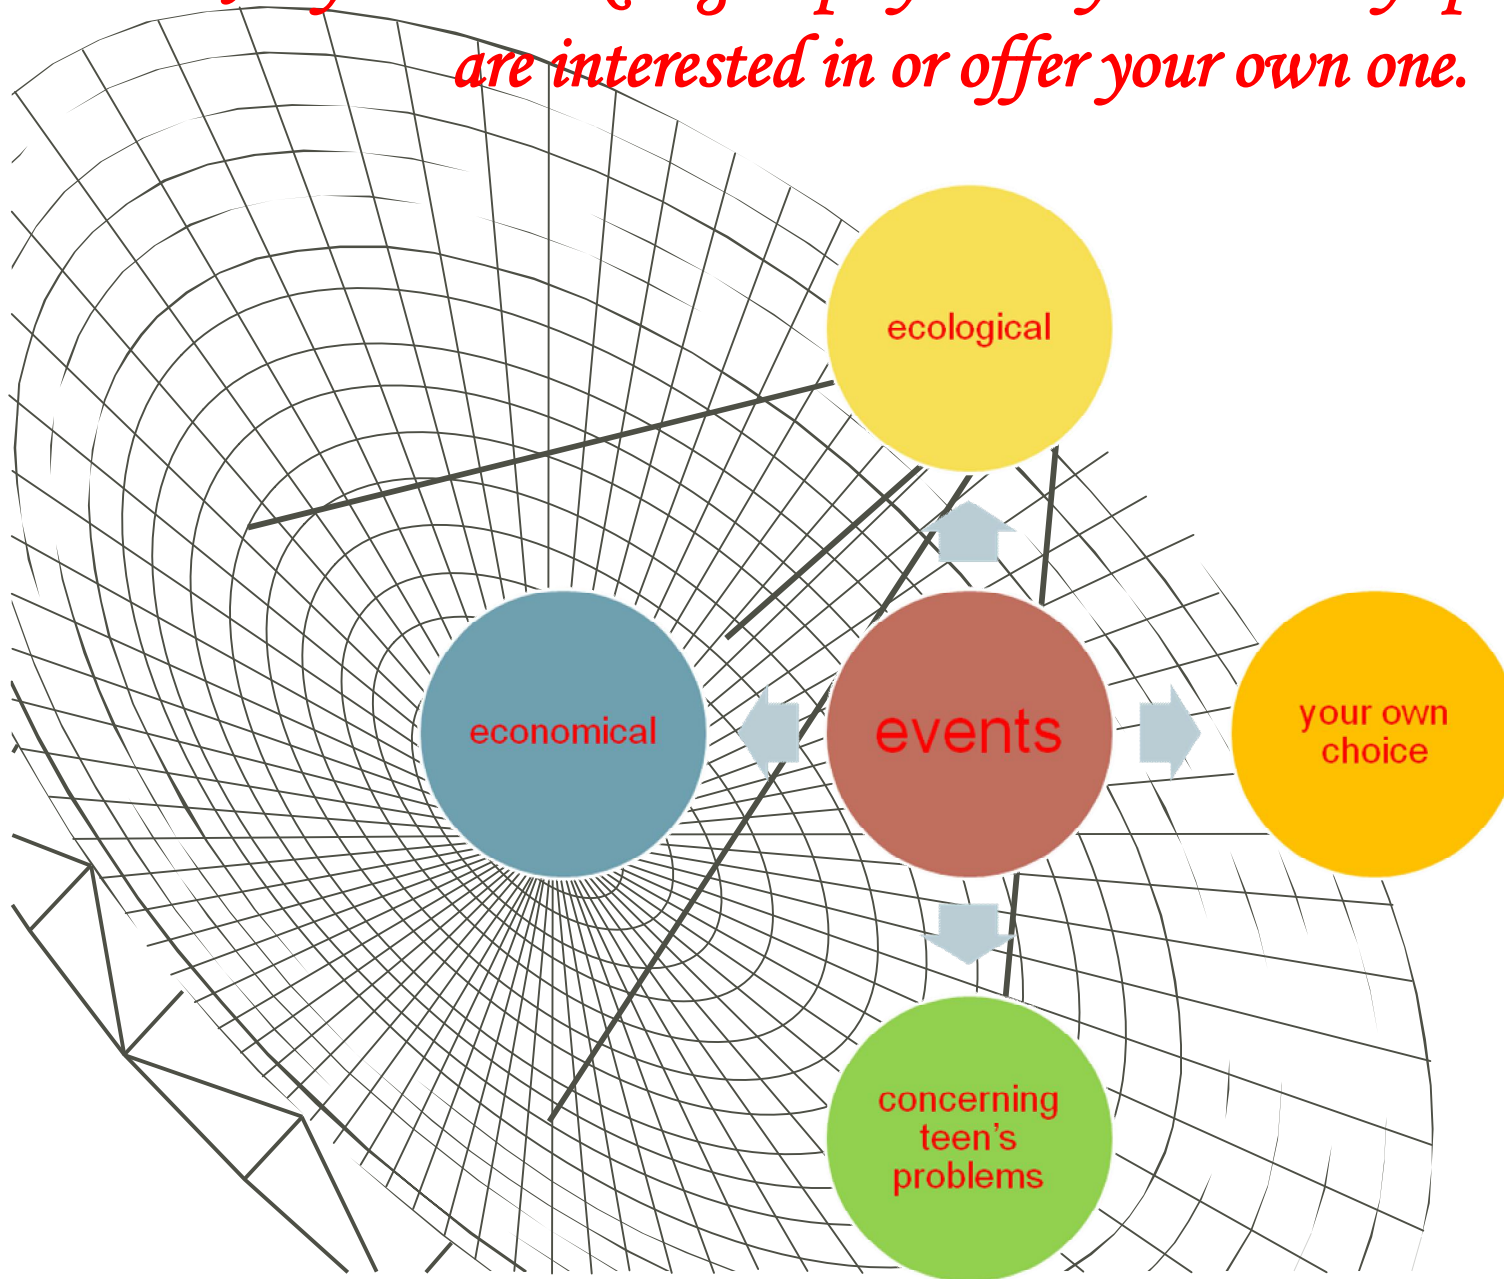 are interested in or offer your own one.
ecological
economical
events
your own
choice
concerning
teen's
problems